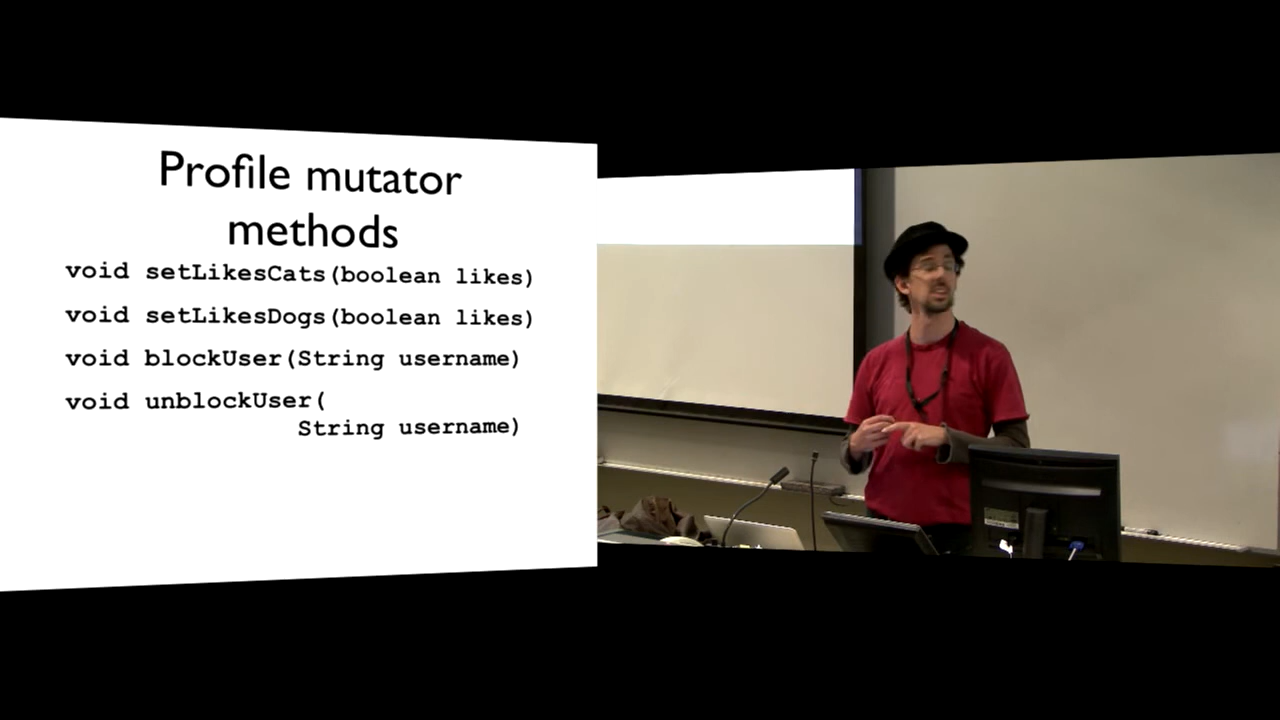 Profile mutator
methods
void setLikesCats(boolean likes)
void setLikesDogs(boolean likes)
void blockUser(String username)
void unblockUser(
String username)